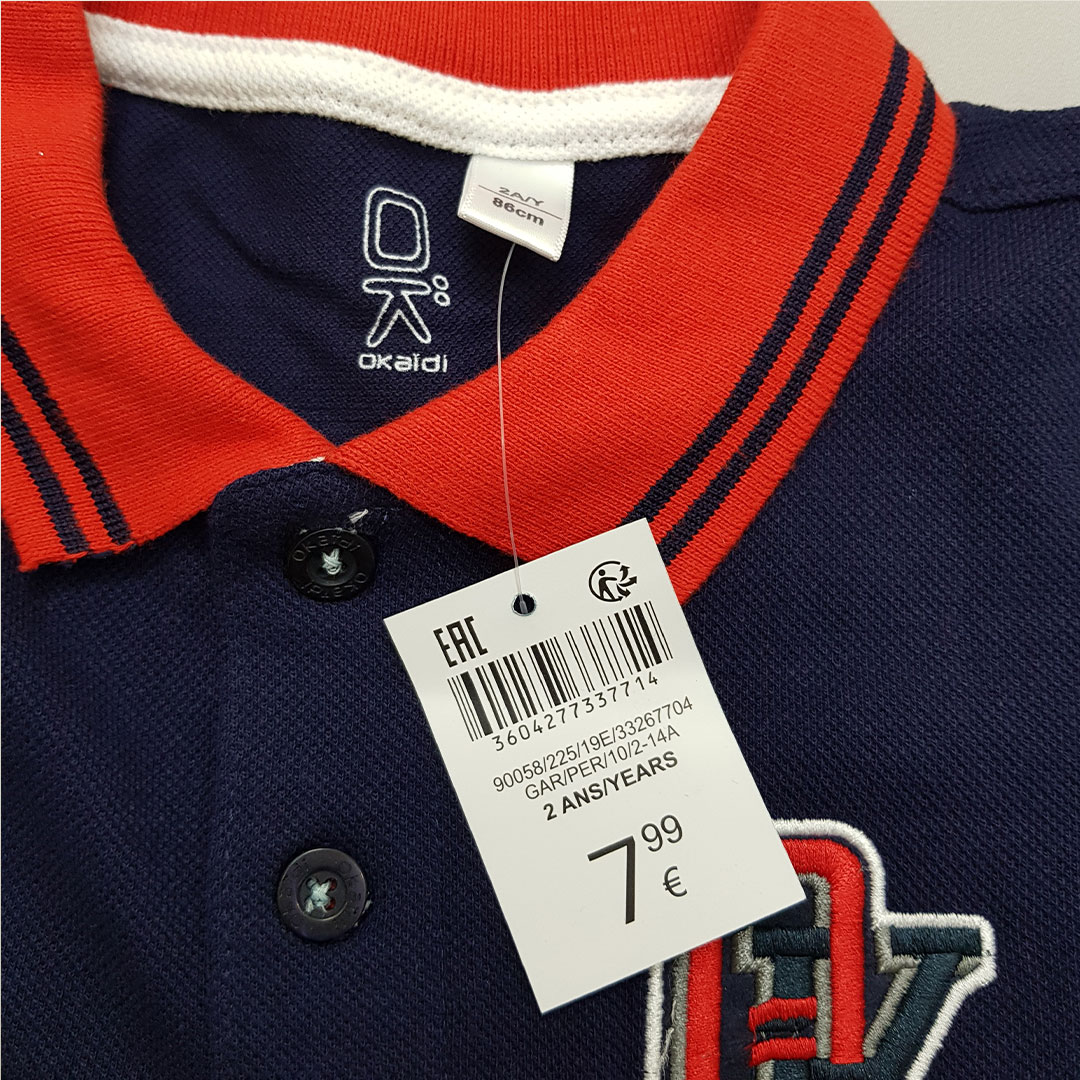 2A/Y
86cm
OKaïdi
EAC
3604277337714
90058/225/19E/33267704
GAR/PER/10/2-14A
2 ANS/YEARS
7 99
€